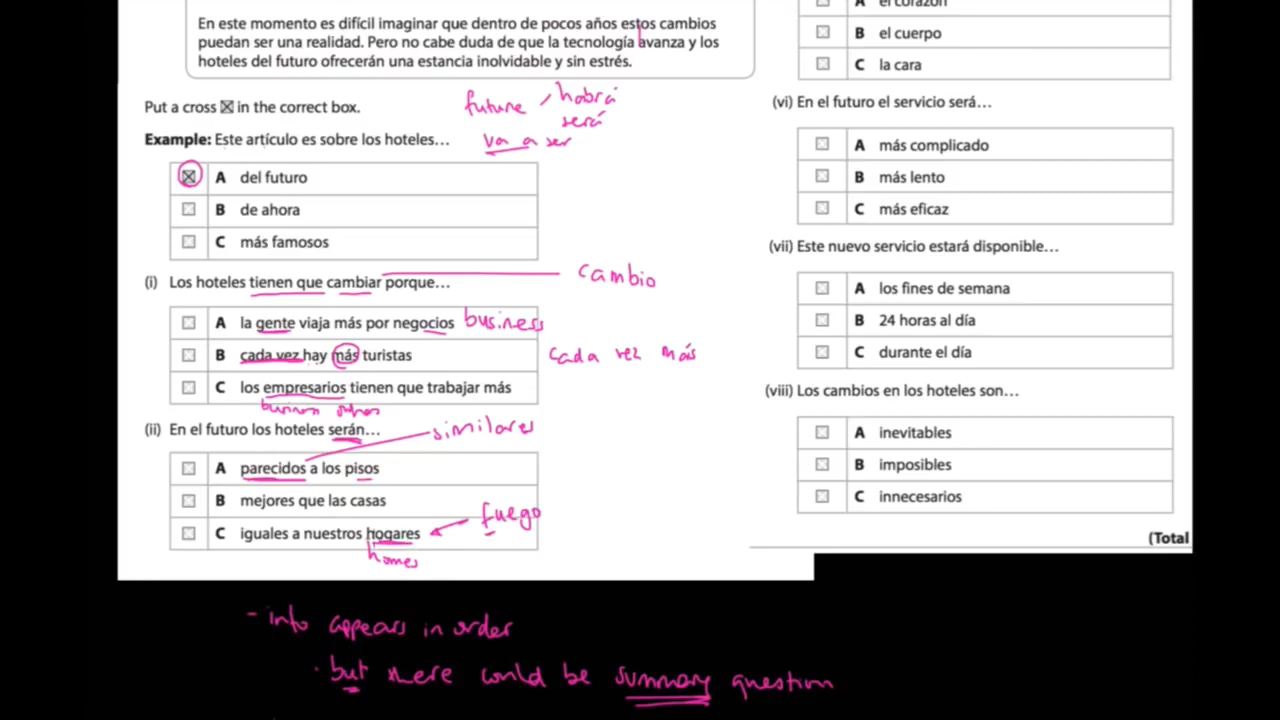 En este momento es difícil imaginar que dentro de pocos años estos cambios
puedan ser una realidad. Pero no cabe duda de que la tecnología avanza y los
hoteles del futuro ofrecerán una estancia inolvidable y sin estrés.
Put a cross ☒ in the correct box.
future habrá
será
Example: Este artículo es sobre los hoteles…
va a ser
A del futuro
B de ahora
C más famosos
(i) Los hoteles tienen que cambiar porque…
cambio
A la gente viaja más por negocios
business
B cada vez hay más turistas
cada vez más
C los empresarios tienen que trabajar más
(ii) En el futuro los hoteles serán…
similares
A parecidos a los pisos
B mejores que las casas
C iguales a nuestros hogares
fuego
homes
A el corazón
B el cuerpo
C la cara
(vi) En el futuro el servicio será…
A más complicado
B más lento
C más eficaz
(vii) Este nuevo servicio estará disponible…
A los fines de semana
B 24 horas al día
C durante el día
(viii) Los cambios en los hoteles son…
A inevitables
B imposibles
C innecesarios
(Total
- info appears in order
· but there could be summary question